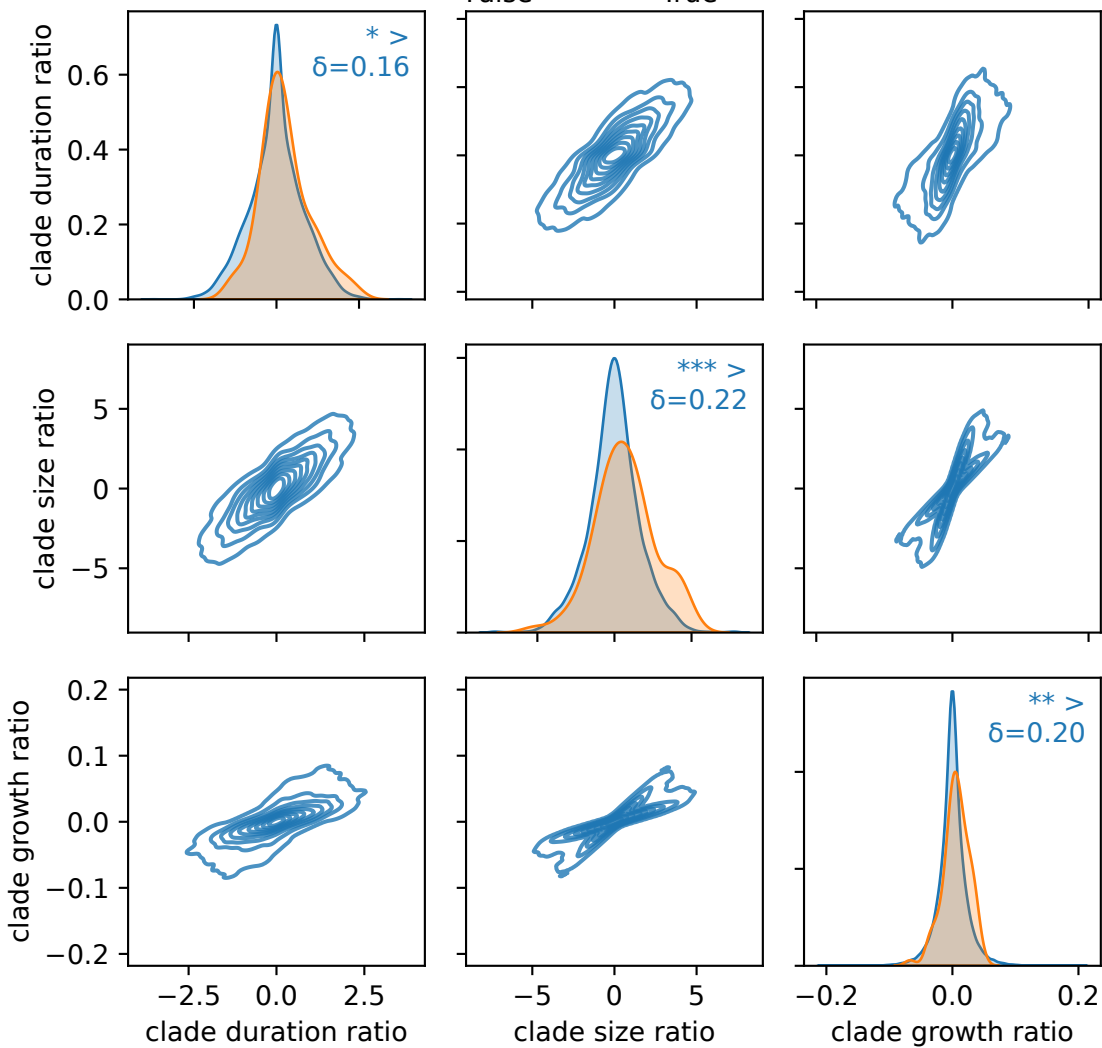 False True
clade duration ratio
0.6
0.4
0.2
0.0
* >
δ=0.16
clade size ratio
5
0
−5
*** >
δ=0.22
clade growth ratio
0.2
0.1
0.0
−0.1
−0.2
** >
δ=0.20
−2.5 0.0 2.5
−5 0 5
−0.2 0.0 0.2
clade duration ratio
clade size ratio
clade growth ratio